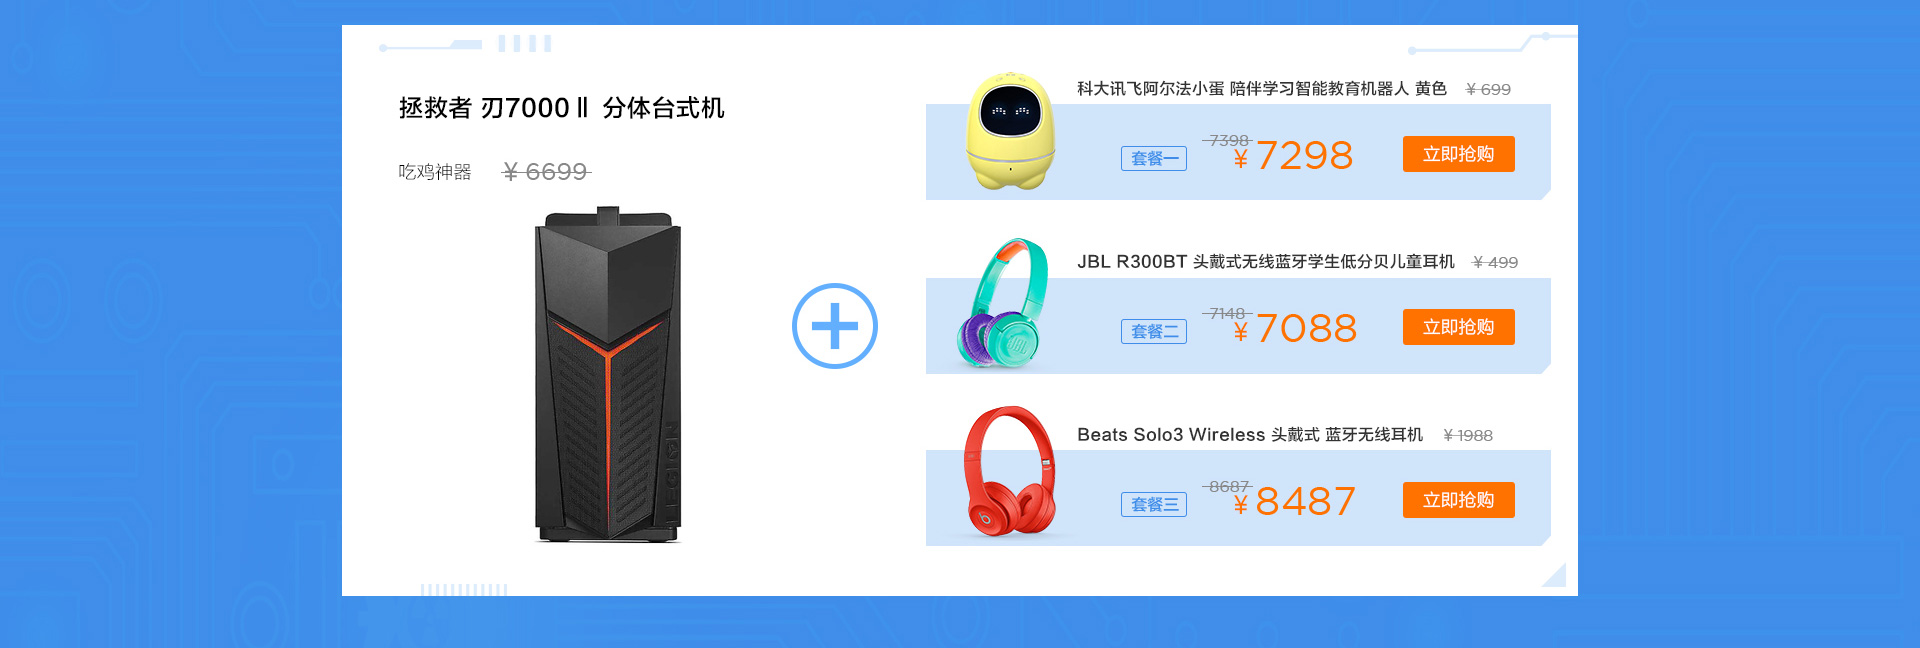 拯救者 刃7000Ⅱ 分体台式机
吃鸡神器 ¥ 6699
LEGION
科大讯飞阿尔法小蛋 陪伴学习智能教育机器人 黄色 ¥ 699
套餐一 7398 ¥ 7298 立即抢购
JBL R300BT 头戴式无线蓝牙学生低分贝儿童耳机 ¥ 499
JBL
套餐二 7148 ¥ 7088 立即抢购
Beats Solo3 Wireless 头戴式 蓝牙无线耳机 ¥ 1988
套餐三 8687 ¥ 8487 立即抢购
b